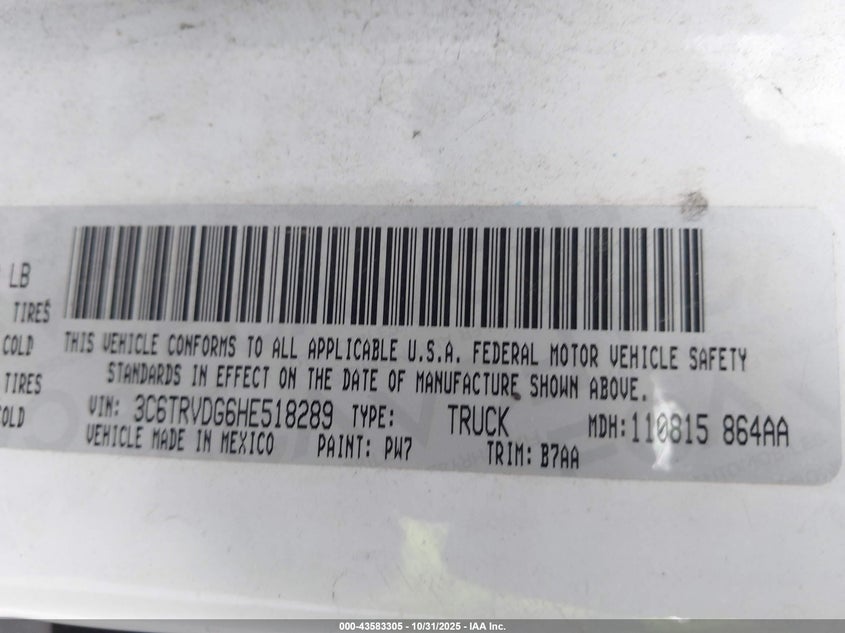 LB
TIRES
COLD
TIRES
COLD
THIS VEHICLE CONFORMS TO ALL APPLICABLE U.S.A. FEDERAL MOTOR VEHICLE SAFETY
STANDARDS IN EFFECT ON THE DATE OF MANUFACTURE SHOWN ABOVE.
VIN: 3C6TRVDG6HE518289 TYPE: TRUCK MDH: 110815 864AA
VEHICLE MADE IN MEXICO PAINT: PW7 TRIM: B7AA
000-43583305 - 10/31/2025 - IAA Inc.